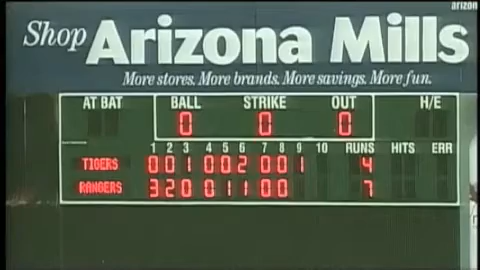 arizon
Shop Arizona Mills
More stores. More brands. More savings. More fun.
AT BAT BALL STRIKE OUT H/E
0 0 0
1 2 3 4 5 6 7 8 9 10 RUNS HITS ERR
TIGERS 0 0 1 0 0 2 0 0 1 4
RANGERS 3 2 0 0 1 1 0 0 7